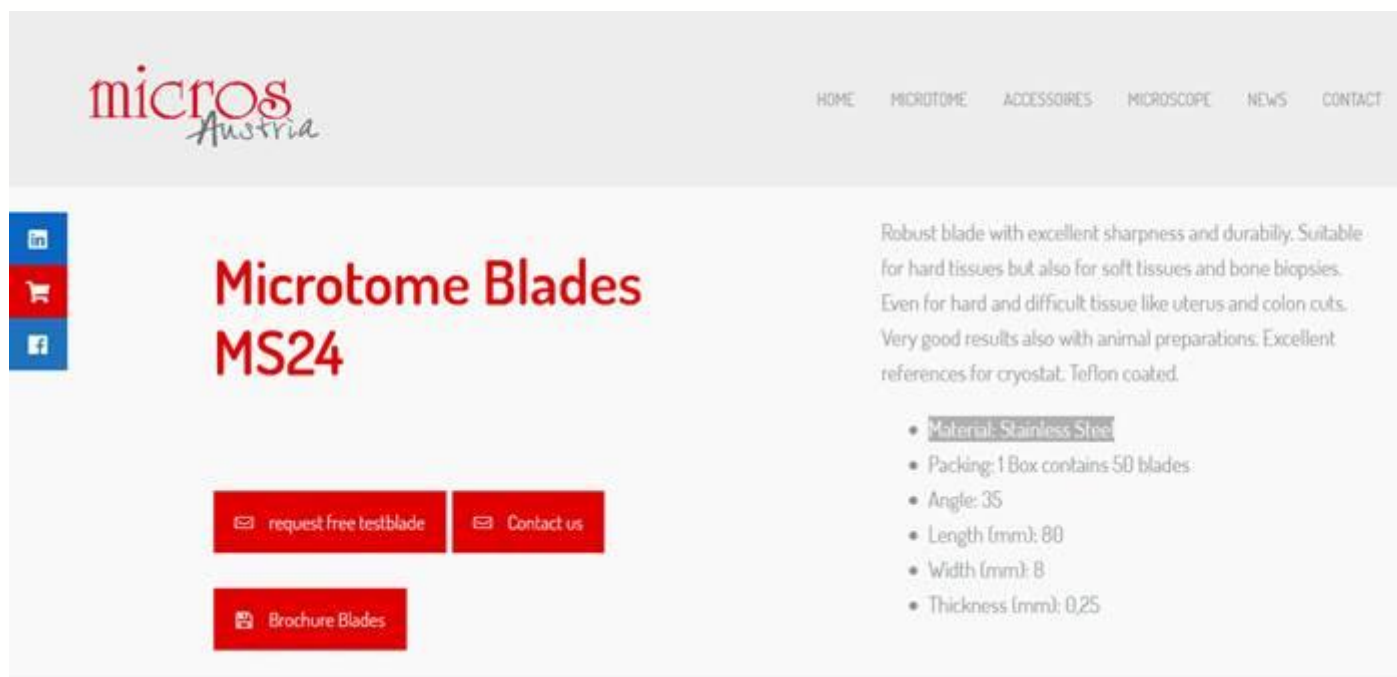 micros
Austria
HOME MICROTOME ACCESSOIRES MICROSCOPE NEWS CONTACT
Microtome Blades
MS24
request free testblade
Contact us
Brochure Blades
Robust blade with excellent sharpness and durabiliy. Suitable
for hard tissues but also for soft tissues and bone biopsies.
Even for hard and difficult tissue like uterus and colon cuts.
Very good results also with animal preparations. Excellent
references for cryostat. Teflon coated.
• Material: Stainless Steel
• Packing: 1 Box contains 50 blades
• Angle: 35
• Length (mm): 80
• Width (mm): 8
• Thickness (mm): 0,25